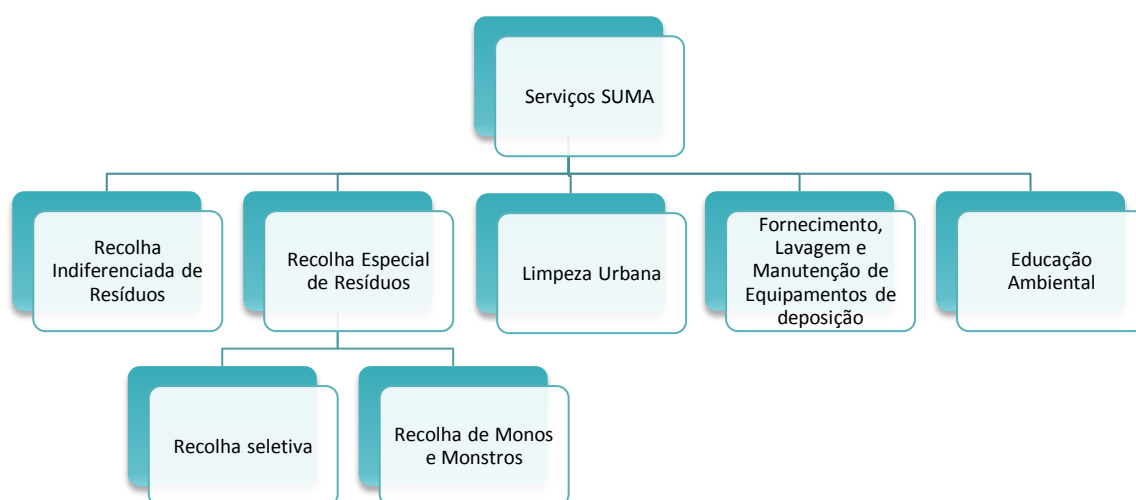 Serviços SUMA
Recolha
Indiferenciada de
Resíduos
Recolha Especial
de Resíduos
Limpeza Urbana
Fornecimento,
Lavagem e
Manutenção de
Equipamentos de
deposição
Educação
Ambiental
Recolha seletiva
Recolha de Monos
e Monstros